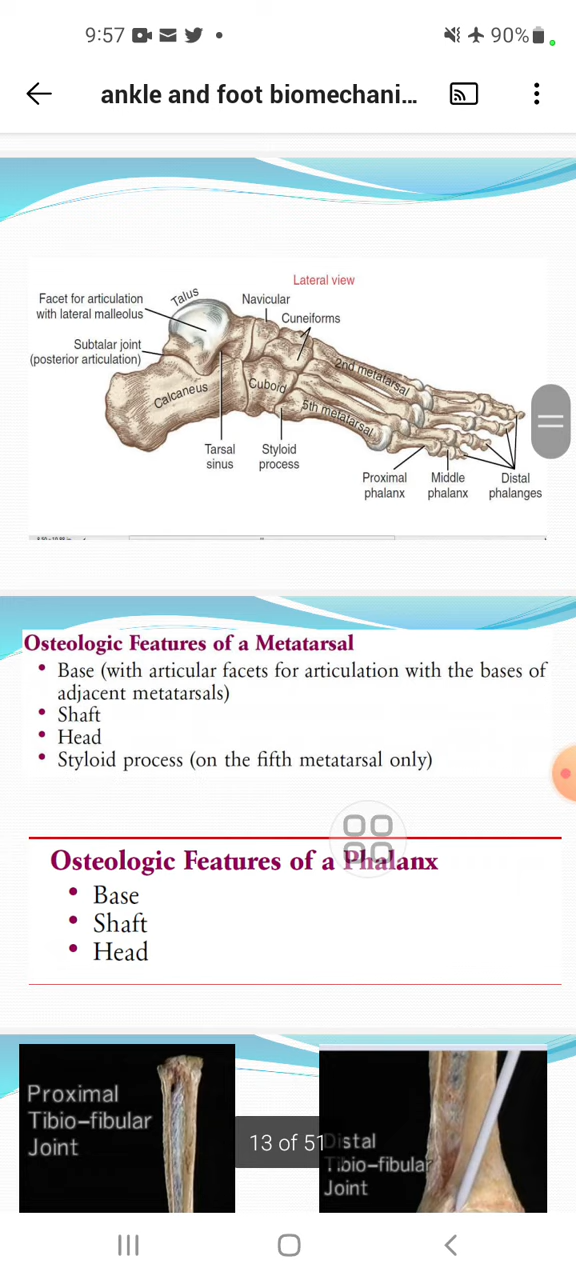 9:57
90%
ankle and foot biomechani...
Lateral view
Talus
Navicular
Facet for articulation
with lateral malleolus
Cuneiforms
Subtalar joint
(posterior articulation)
2nd metatarsal
Calcaneus
Cuboid
5th metatarsal
Tarsal
sinus
Styloid
process
Proximal
phalanx
Middle
phalanx
Distal
phalanges
Osteologic Features of a Metatarsal
• Base (with articular facets for articulation with the bases of
adjacent metatarsals)
• Shaft
• Head
• Styloid process (on the fifth metatarsal only)
Osteologic Features of a Phalanx
• Base
• Shaft
• Head
Proximal
Tibio-fibular
Joint
13 of 51
Distal
Tibio-fibular
Joint